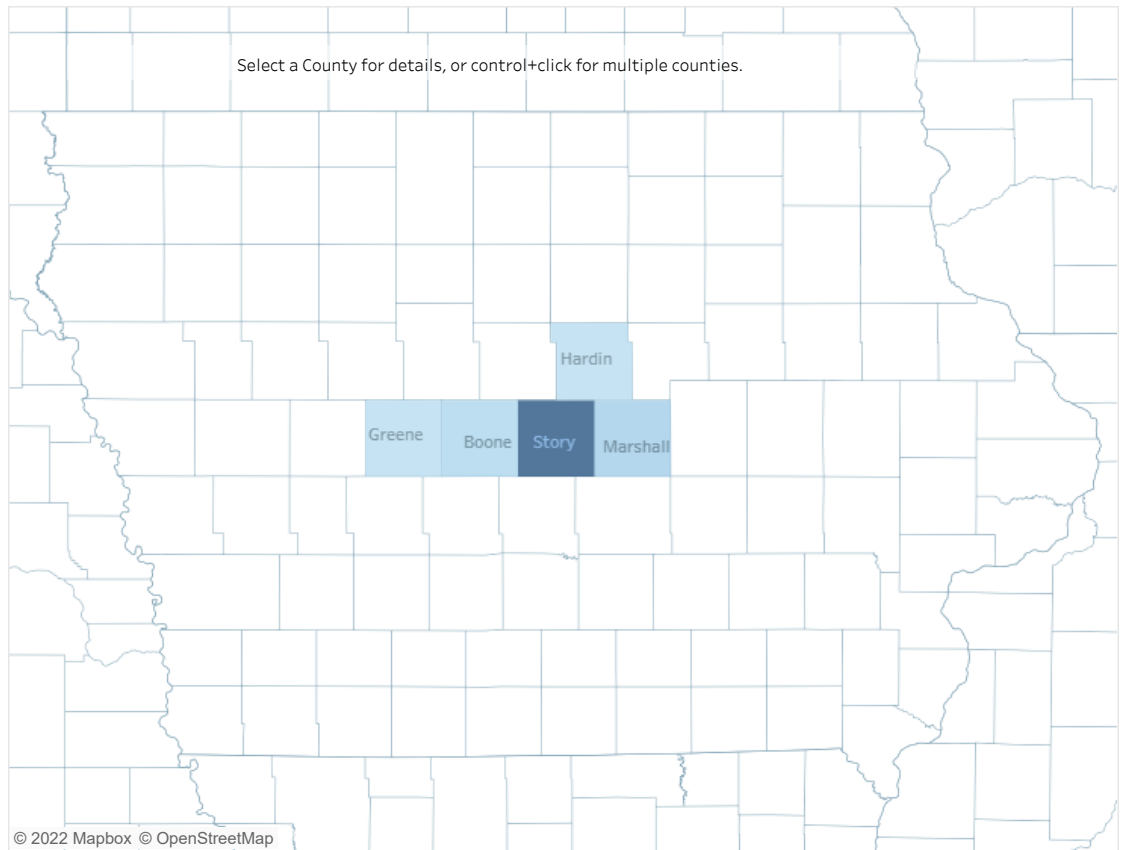 Select a County for details, or control+click for multiple counties.
Hardin
Greene
Boone
Story
Marshall
© 2022 Mapbox © OpenStreetMap